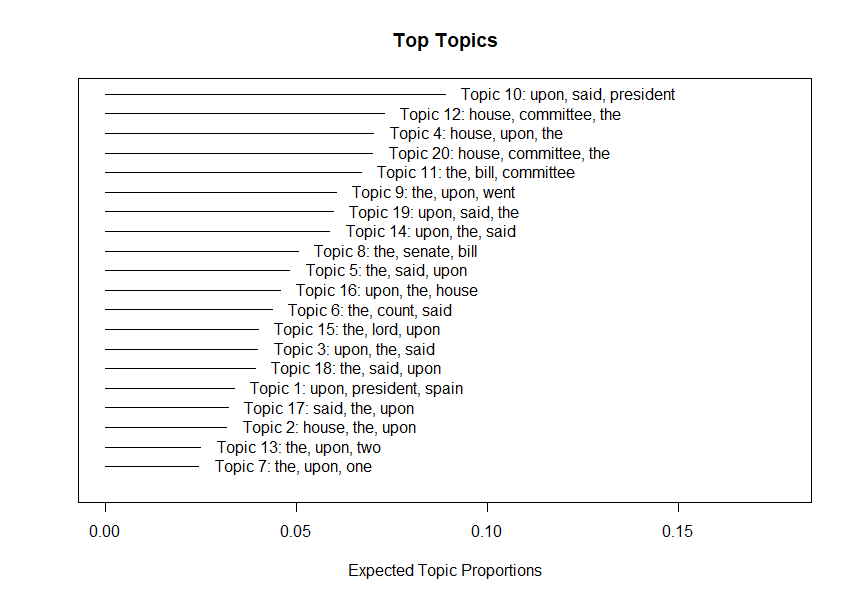 Top Topics
Topic 10: upon, said, president
Topic 12: house, committee, the
Topic 4: house, upon, the
Topic 20: house, committee, the
Topic 11: the, bill, committee
Topic 9: the, upon, went
Topic 19: upon, said, the
Topic 14: upon, the, said
Topic 8: the, senate, bill
Topic 5: the, said, upon
Topic 16: upon, the, house
Topic 6: the, count, said
Topic 15: the, lord, upon
Topic 3: upon, the, said
Topic 18: the, said, upon
Topic 1: upon, president, spain
Topic 17: said, the, upon
Topic 2: house, the, upon
Topic 13: the, upon, two
Topic 7: the, upon, one
0.00 0.05 0.10 0.15
Expected Topic Proportions